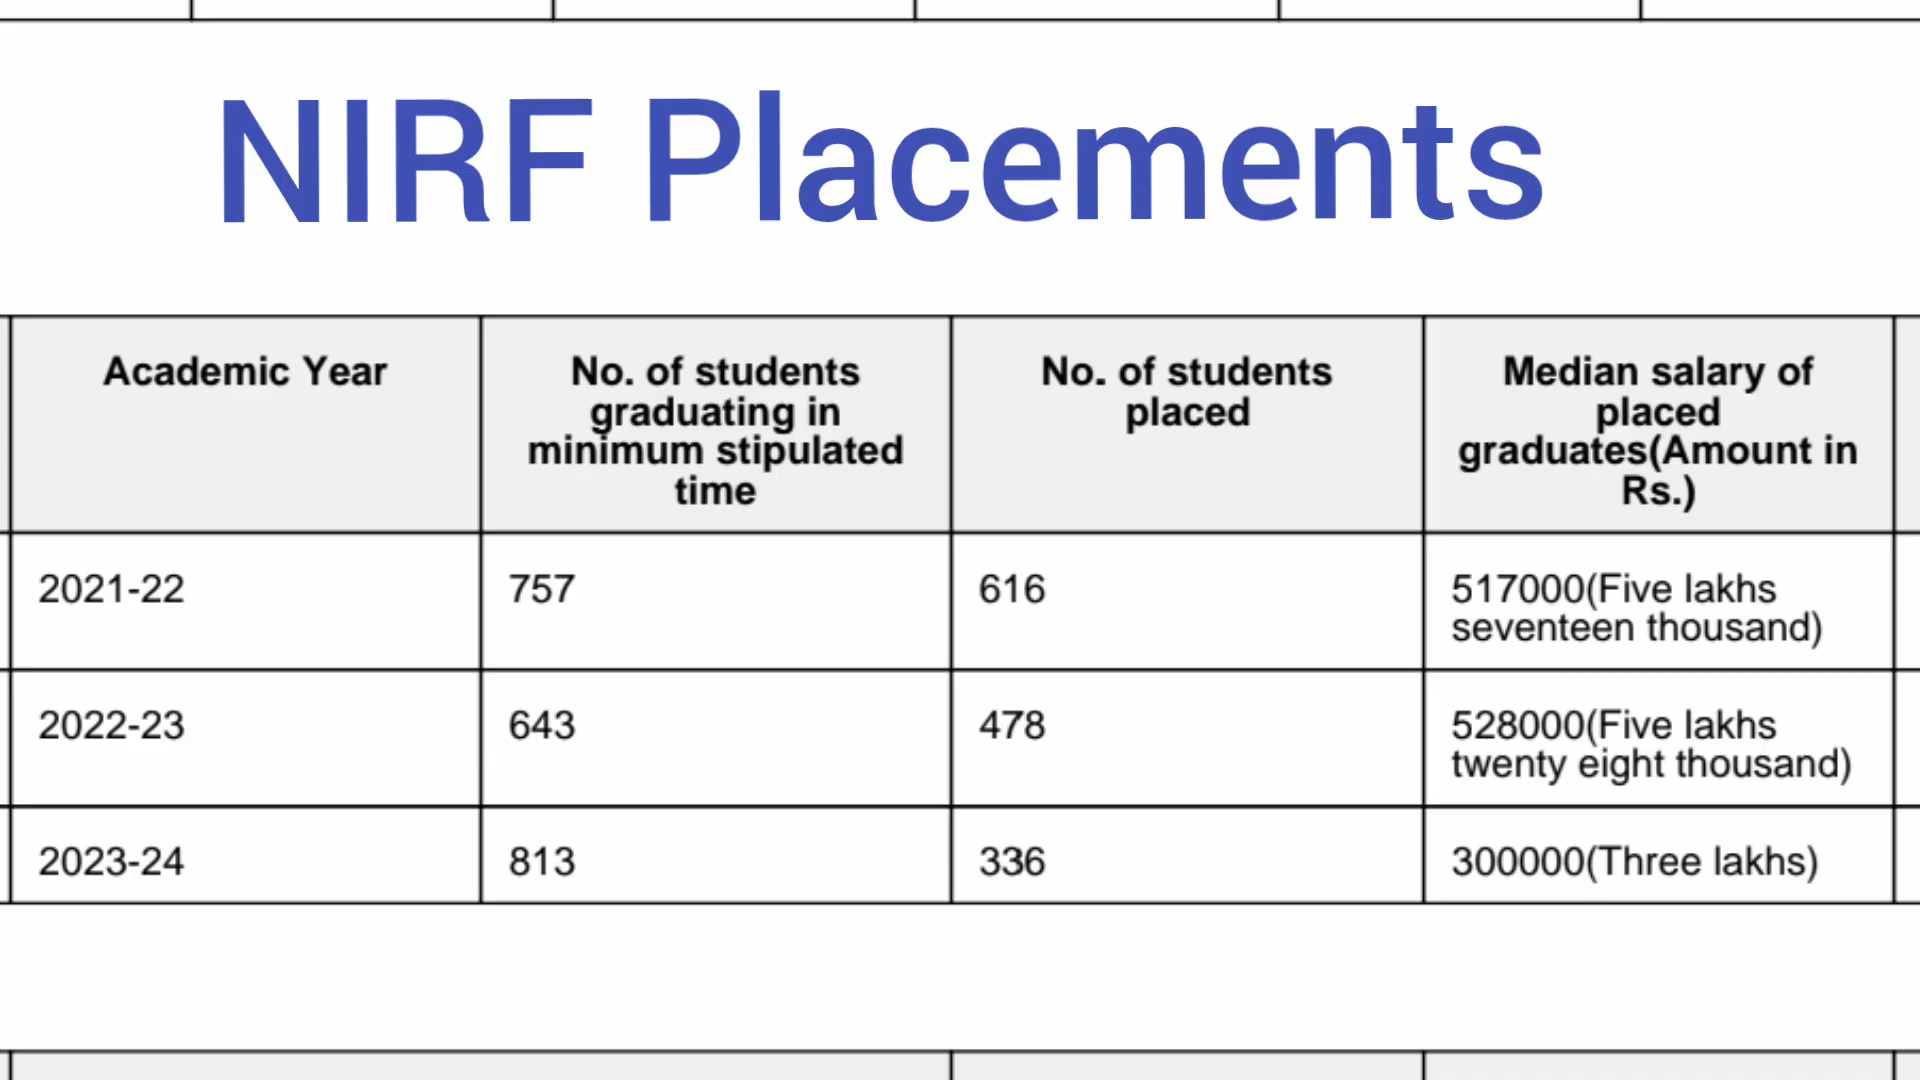 NIRF Placements
Academic Year
No. of students
graduating in
minimum stipulated
time
No. of students
placed
Median salary of
placed
graduates(Amount in
Rs.)
2021-22
757
616
517000(Five lakhs
seventeen thousand)
2022-23
643
478
528000(Five lakhs
twenty eight thousand)
2023-24
813
336
300000(Three lakhs)